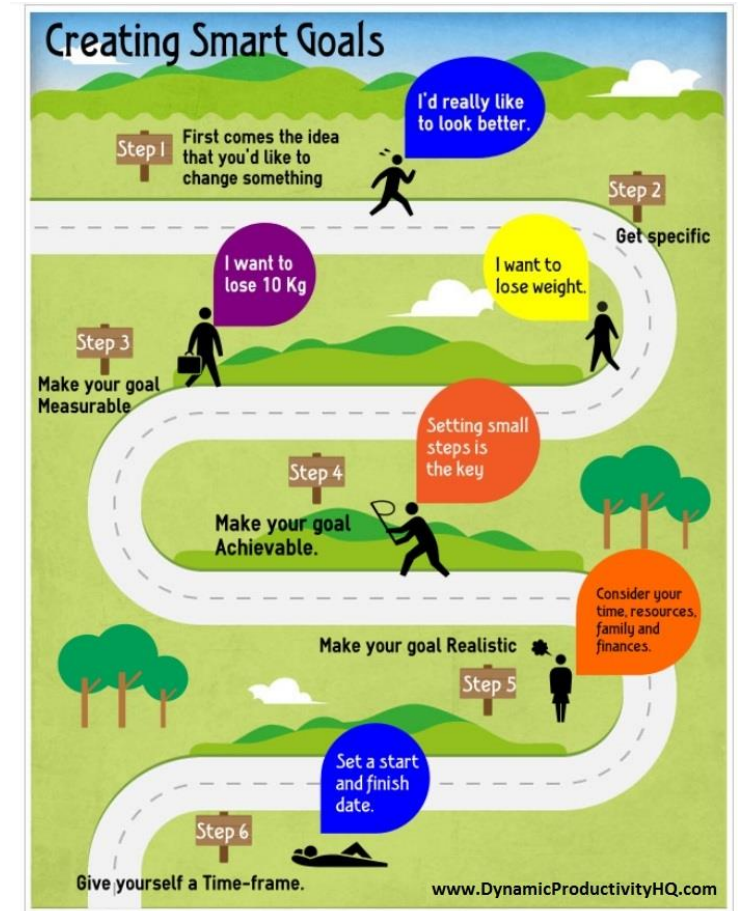 Creating Smart Goals
I'd really like
to look better.
Step 1
First comes the idea
that you'd like to
change something
Step 2
Get specific
I want to
lose weight.
I want to
lose 10 Kg
Step 3
Make your goal
Measurable
Setting small
steps is
the key
Step 4
Make your goal
Achievable.
Consider your
time, resources,
family and
finances.
Make your goal Realistic
Step 5
Set a start
and finish
date.
Step 6
Give yourself a Time-frame.
www.DynamicProductivityHQ.com